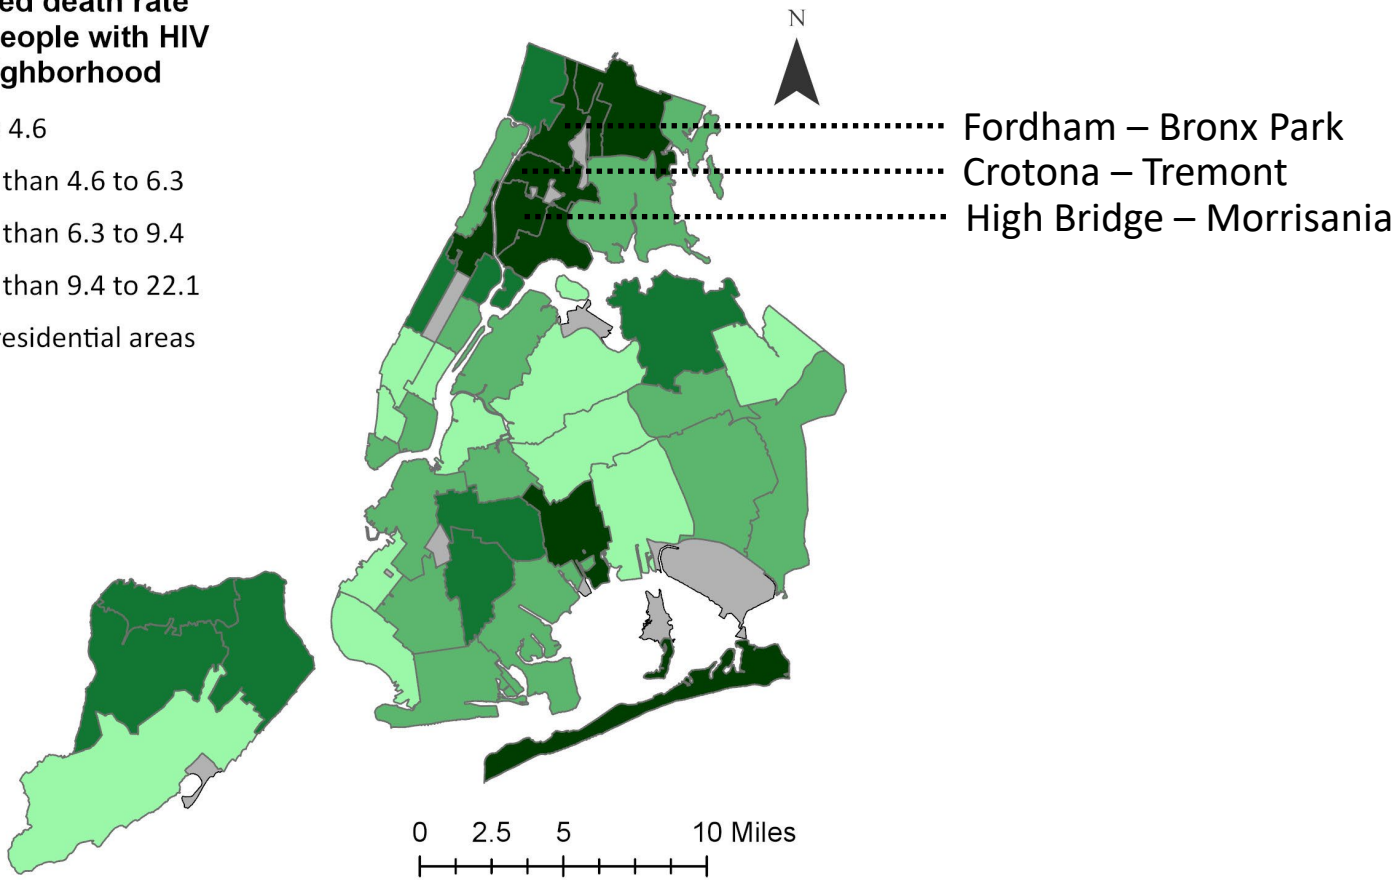 ed death rate
eople with HIV
ghborhood
4.6
than 4.6 to 6.3
than 6.3 to 9.4
than 9.4 to 22.1
residential areas
N
Fordham – Bronx Park
Crotona – Tremont
High Bridge – Morrisania
0 2.5 5 10 Miles